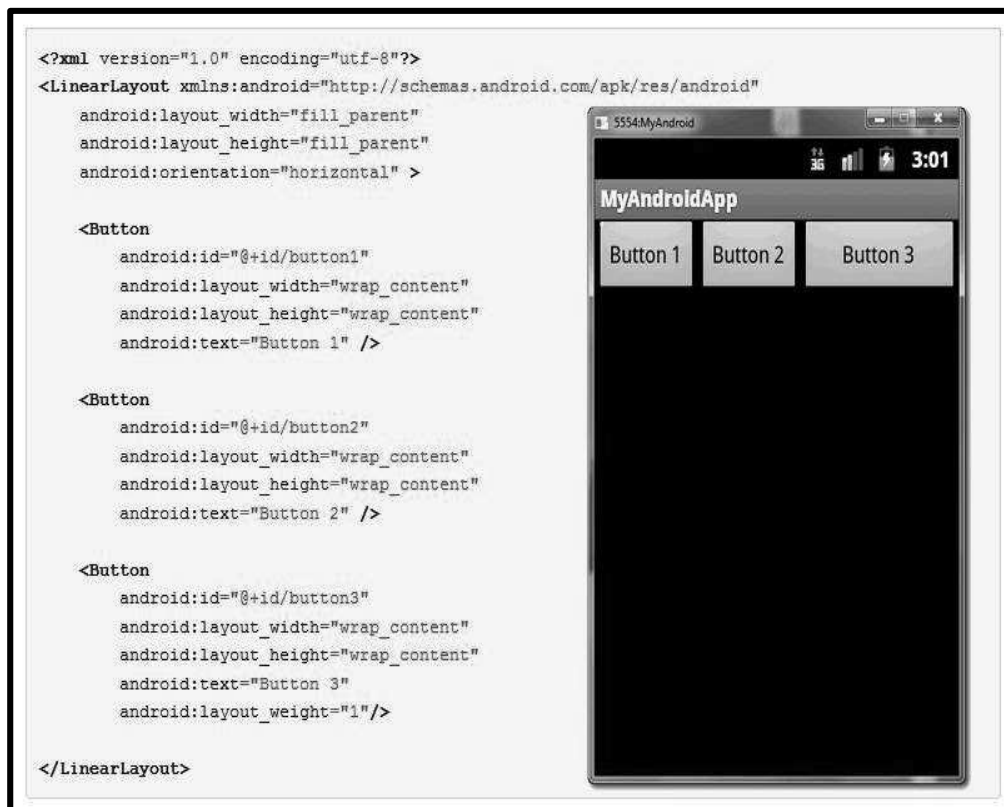 <?xml version="1.0" encoding="utf-8"?>
<LinearLayout xmlns:android="http://schemas.android.com/apk/res/android"
android:layout_width="fill_parent"
android:layout_height="fill_parent"
android:orientation="horizontal" >
<Button
android:id="@+id/button1"
android:layout_width="wrap_content"
android:layout_height="wrap_content"
android:text="Button 1" />
<Button
android:id="@+id/button2"
android:layout_width="wrap_content"
android:layout_height="wrap_content"
android:text="Button 2" />
<Button
android:id="@+id/button3"
android:layout_width="wrap_content"
android:layout_height="wrap_content"
android:text="Button 3"
android:layout_weight="1"/>
</LinearLayout>
5554:MyAndroid
3G 3:01
MyAndroidApp
Button 1 Button 2 Button 3